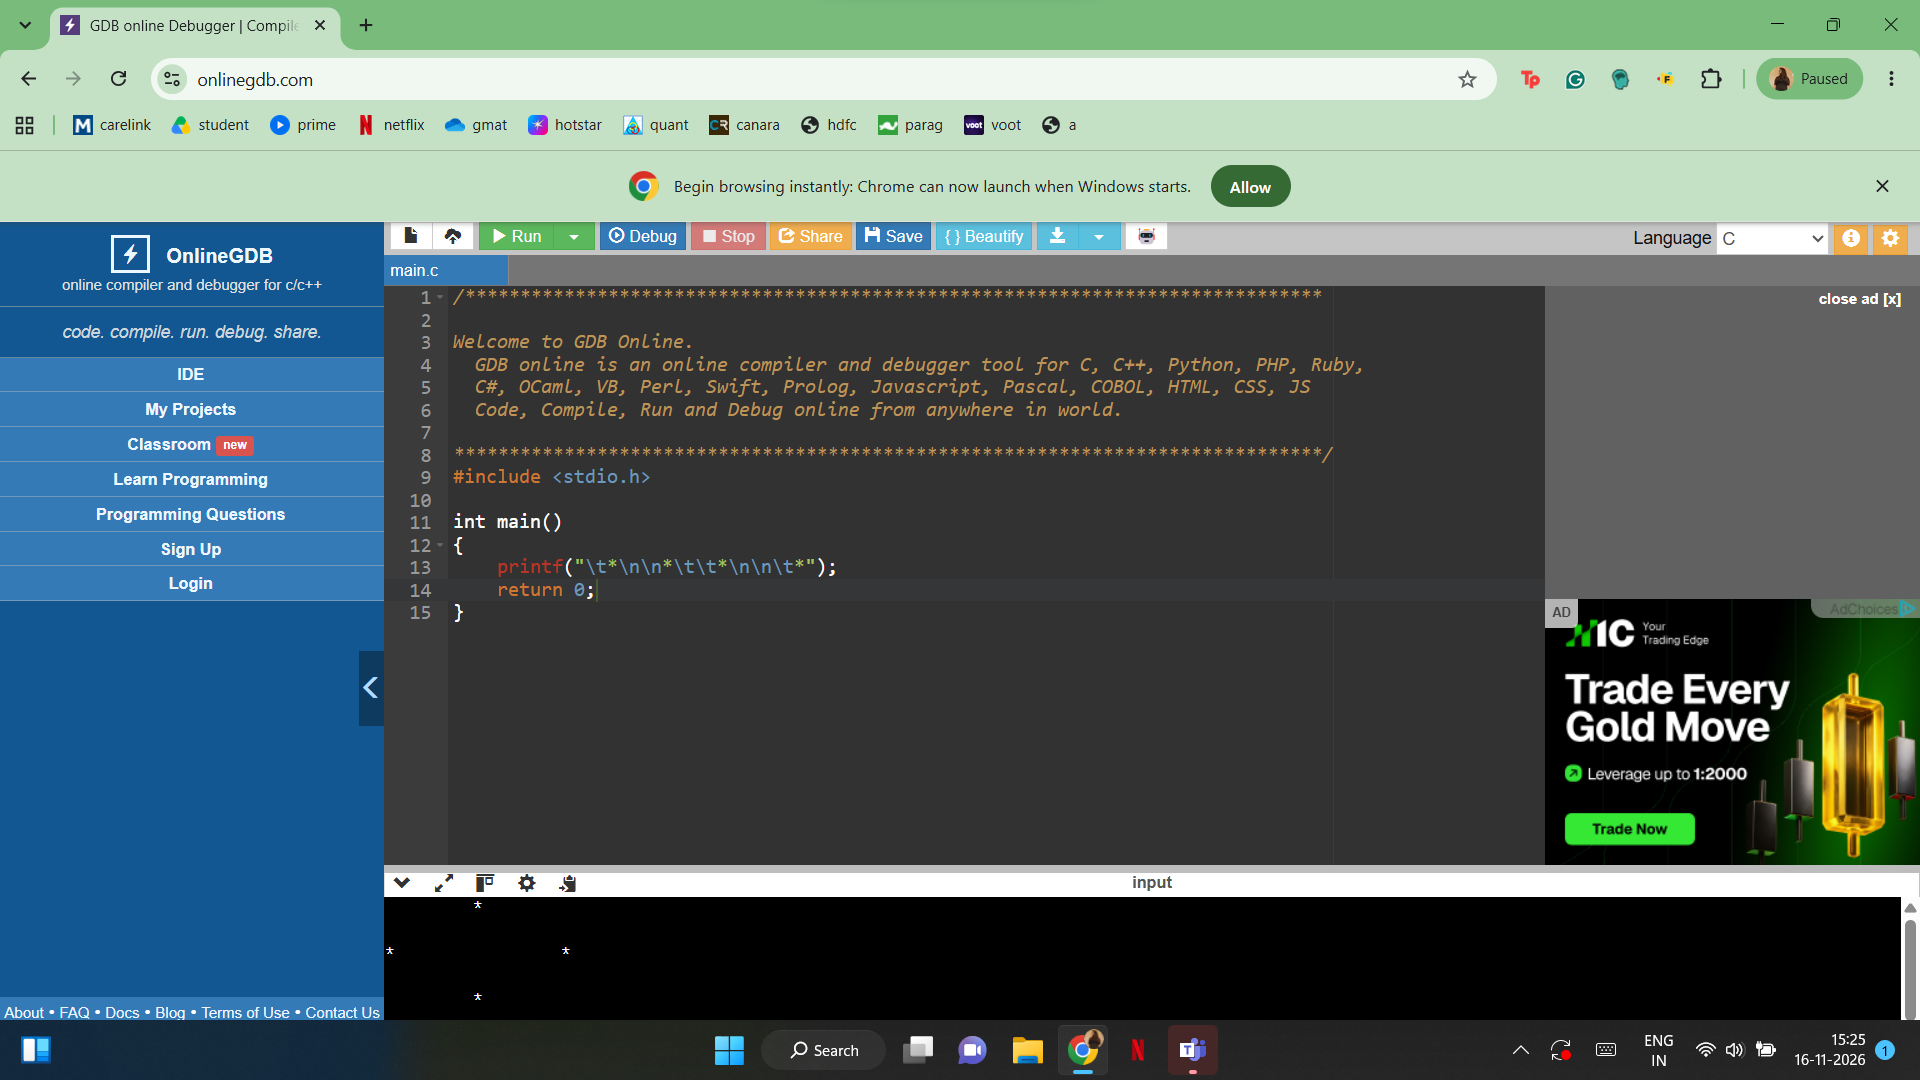 GDB online Debugger | Compile
onlinegdb.com
Tp
G
F
Paused
M carelink
student
prime
N netflix
gmat
hotstar
quant
CR canara
hdfc
parag
voot voot
a
Begin browsing instantly: Chrome can now launch when Windows starts.
Allow
OnlineGDB
online compiler and debugger for c/c++
code. compile. run. debug. share.
IDE
My Projects
Classroom new
Learn Programming
Programming Questions
Sign Up
Login
About • FAQ • Docs • Blog • Terms of Use • Contact Us
Run
Debug
Stop
Share
Save
{ } Beautify
Language C
main.c
1 /******************************************************************************
2
3 Welcome to GDB Online.
4 GDB online is an online compiler and debugger tool for C, C++, Python, PHP, Ruby,
5 C#, OCaml, VB, Perl, Swift, Prolog, Javascript, Pascal, COBOL, HTML, CSS, JS
6 Code, Compile, Run and Debug online from anywhere in world.
7
8 *******************************************************************************/
9 #include <stdio.h>
10
11 int main()
12 {
13 printf("\t*\n\n*\t\t*\n\n\t*");
14 return 0;
15 }
close ad [x]
AD
AdChoices
Your
Trading Edge
Trade Every
Gold Move
Leverage up to 1:2000
Trade Now
input
*
* *
*
Search
N
T
ENG
IN
15:25
16-11-2026
1